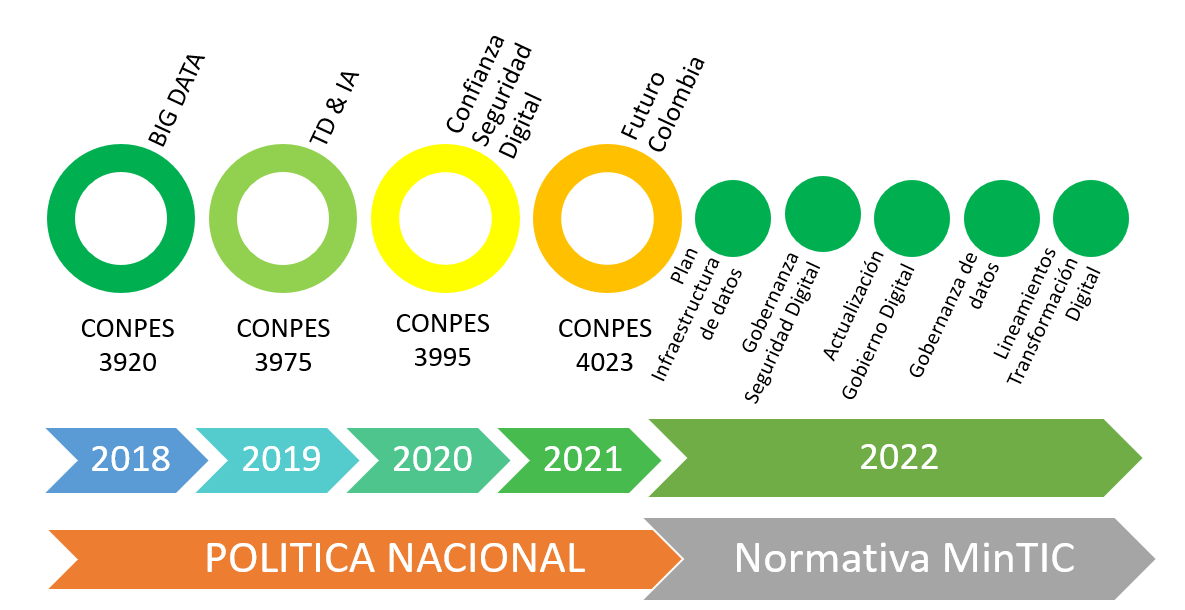 BIG DATA
TD & IA
Confianza
Seguridad
Digital
Futuro
Colombia
CONPES
3920
CONPES
3975
CONPES
3995
CONPES
4023
Plan
Infraestructura
de datos
Gobernanza
Seguridad Digital
Actualización
Gobierno Digital
Gobernanza de
datos
Lineamientos
Transformación
Digital
2018
2019
2020
2021
2022
POLITICA NACIONAL
Normativa MinTIC